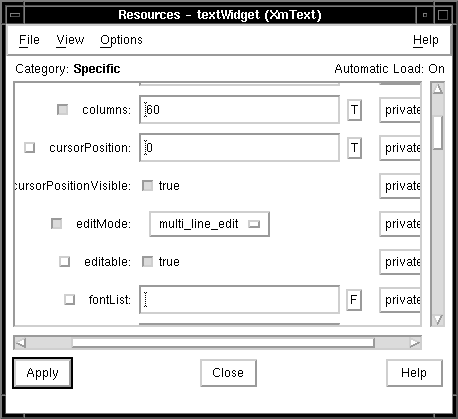 Resources - textWidget (XmText)
File View Options Help
Category: Specific Automatic Load: On
columns: 60 T private
cursorPosition: 0 T private
cursorPositionVisible: true private
editMode: multi_line_edit private
editable: true private
fontList: F private
Apply Close Help